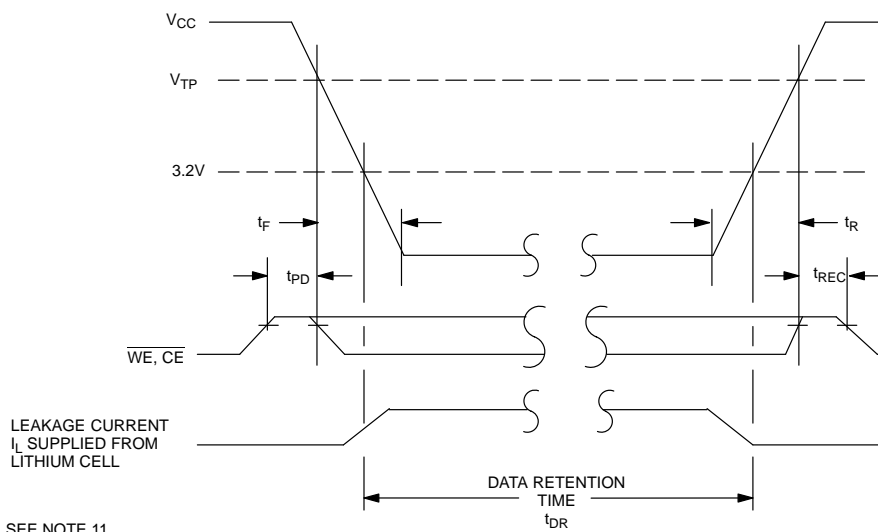 VCC
VTP
3.2V
tF
tR
tPD
tREC
WE, CE
LEAKAGE CURRENT
IL SUPPLIED FROM
LITHIUM CELL
DATA RETENTION
TIME
tDR
SEE NOTE 11